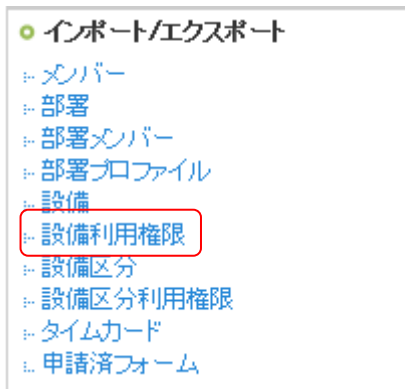 インポート/エクスポート
メンバー
部署
部署メンバー
部署プロファイル
設備
設備利用権限
設備区分
設備区分利用権限
タイムカード
申請済フォーム